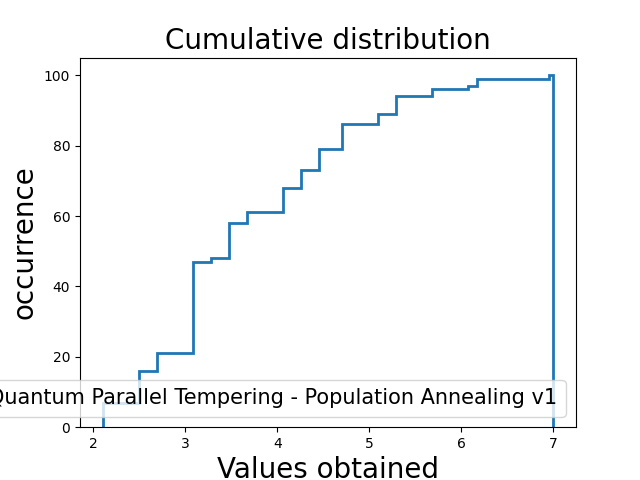 Cumulative distribution
100
80
60
40
20
0
occurrence
Parallel Tempering - Population Annealing v1
2 3 4 5 6 7
Values obtained